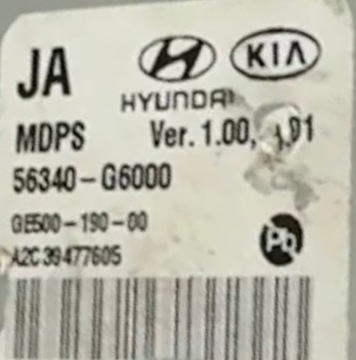 JA KIA
HYUNDAI
MDPS Ver. 1.00,
56340-G6000
GE500-190-00
A2C39477605
Pb